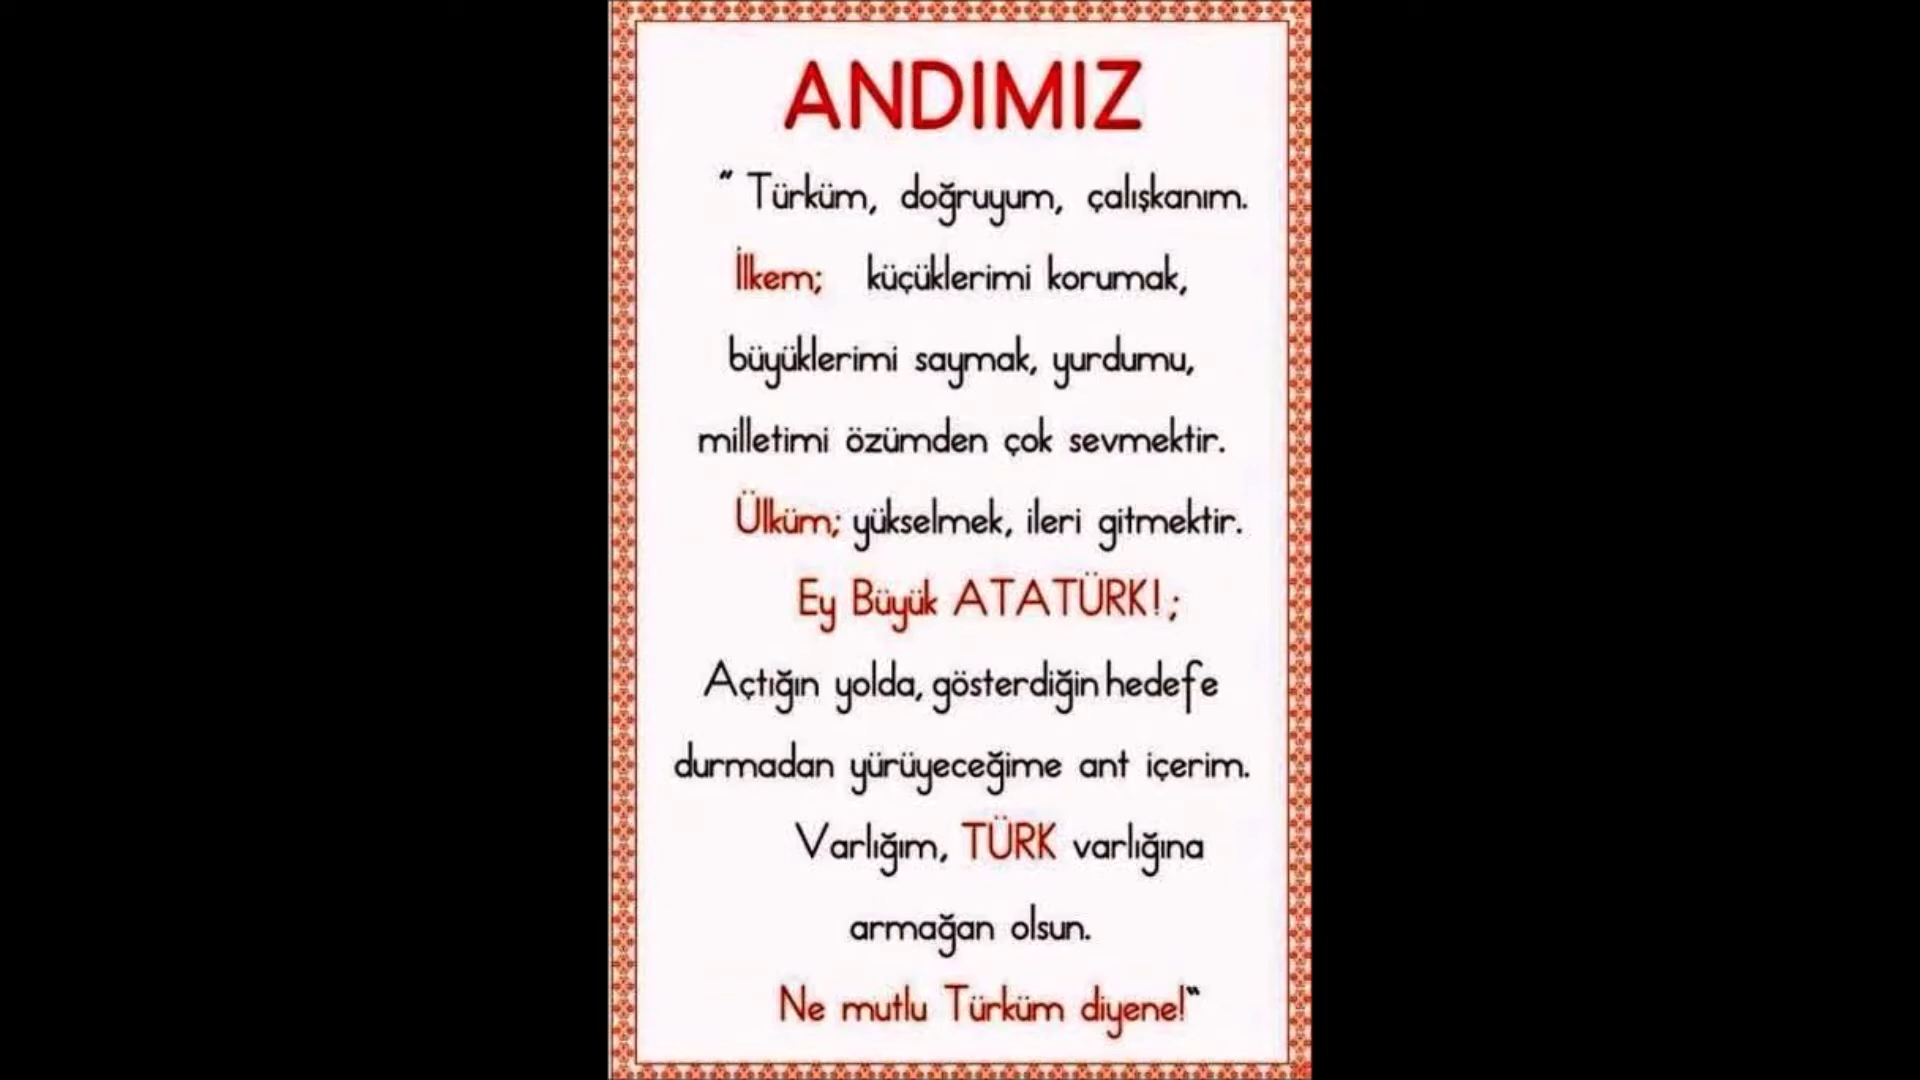 ANDIMIZ
“ Türküm, doğruyum, çalışkanım.
İlkem; küçüklerimi korumak,
büyüklerimi saymak, yurdumu,
milletimi özümden çok sevmektir.
Ülküm; yükselmek, ileri gitmektir.
Ey Büyük ATATÜRK! ;
Açtığın yolda, gösterdiğin hedefe
durmadan yürüyeceğime ant içerim.
Varlığım, TÜRK varlığına
armağan olsun.
Ne mutlu Türküm diyene!“